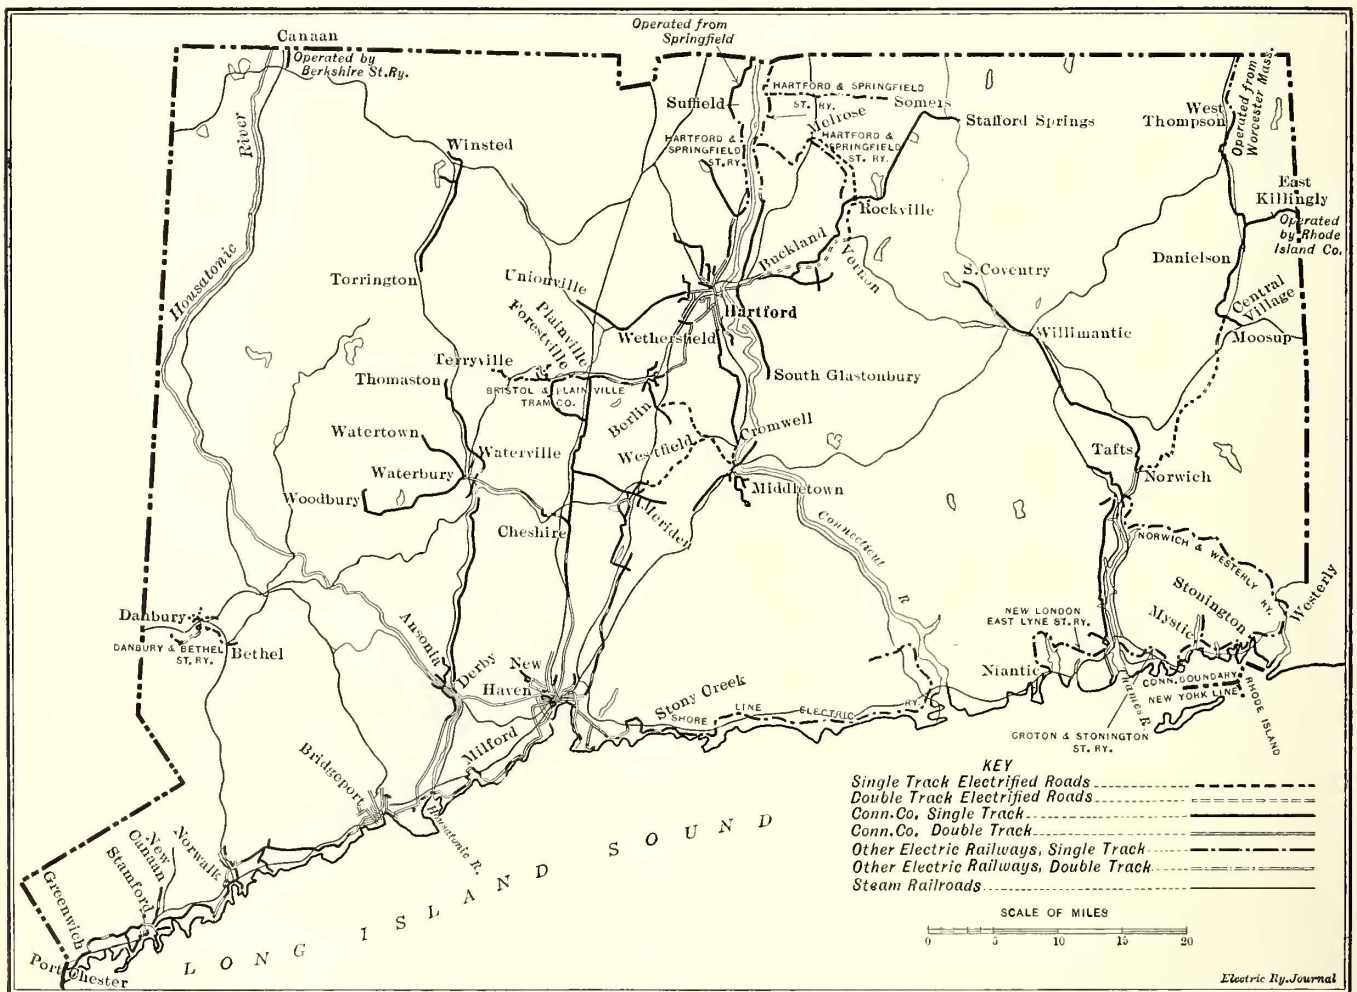 Operated from
Springfield
Canaan
Operated by
Berkshire St.Ry.
River
Suffield
HARTFORD & SPRINGFIELD
ST. RY.
Somers
Melrose
HARTFORD &
SPRINGFIELD
ST. RY.
HARTFORD &
SPRINGFIELD
ST. RY.
Stafford Springs
West
Thompson
Operated from
Worcester Mass.
Winsted
East
Killingly
Operated
by Rhode
Island Co.
Rockville
Housatonic
Buckland
Vernon
Danielson
Torrington
Unionville
S. Coventry
Central
Village
Plainville
Forestville
Hartford
Willimantic
Moosup
Wethersfield
Terryville
Thomaston
BRISTOL & PLAINVILLE
TRAM CO.
South Glastonbury
Berlin
Cromwell
Watertown
Waterville
Westfield
Tafts
Waterbury
Norwich
Woodbury
Middletown
Cheshire
Meriden
Connecticut
R
NORWICH & WESTERLY RY.
Stonington
Westerly
Danbury
DANBURY & BETHEL
ST. RY.
Bethel
Ansonia
Derby
NEW LONDON
EAST LYNE ST. RY.
Mystic
New
Haven
Niantic
CONN. BOUNDARY
NEW YORK LINE
RHODE ISLAND
Thames R.
Stony Creek
SHORE LINE ELECTRIC RY.
Milford
GROTON & STONINGTON
ST. RY.
Bridgeport
Housatonic R.
Norwalk
New
Canaan
Stamford
Greenwich
Port Chester
LONG ISLAND SOUND
KEY
Single Track Electrified Roads
Double Track Electrified Roads
Conn.Co. Single Track
Conn.Co. Double Track
Other Electric Railways, Single Track
Other Electric Railways, Double Track
Steam Railroads
SCALE OF MILES
0 5 10 15 20
Electric Ry. Journal